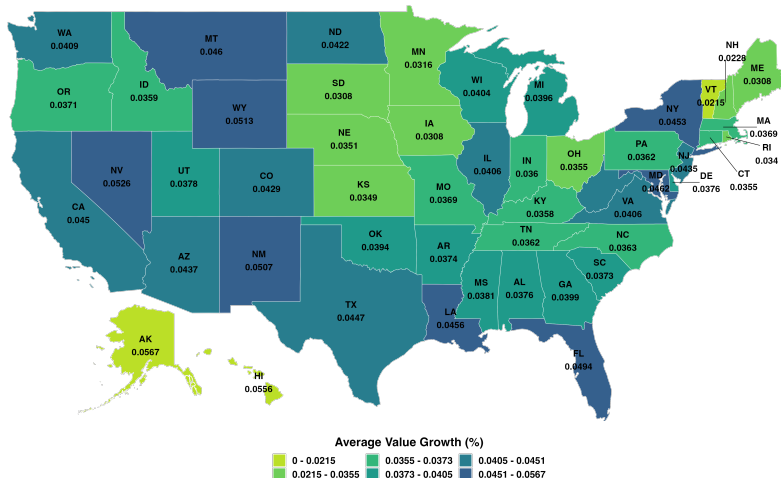 WA
0.0409
MT
0.046
ND
0.0422
MN
0.0316
NH
0.0228
ME
0.0308
OR
0.0371
ID
0.0359
SD
0.0308
WI
0.0404
MI
0.0396
VT
0.0215
WY
0.0513
NY
0.0453
MA
0.0369
RI
0.034
NE
0.0351
IA
0.0308
NV
0.0526
UT
0.0378
CO
0.0429
IL
0.0406
IN
0.036
OH
0.0355
PA
0.0362
NJ
0.0435
CT
0.0355
DE
0.0376
MD
0.0462
KS
0.0349
MO
0.0369
KY
0.0358
VA
0.0406
CA
0.045
AZ
0.0437
NM
0.0507
OK
0.0394
AR
0.0374
TN
0.0362
NC
0.0363
SC
0.0373
MS
0.0381
AL
0.0376
GA
0.0399
TX
0.0447
LA
0.0456
AK
0.0567
HI
0.0556
FL
0.0494
Average Value Growth (%)
0 - 0.0215 0.0355 - 0.0373 0.0405 - 0.0451
0.0215 - 0.0355 0.0373 - 0.0405 0.0451 - 0.0567